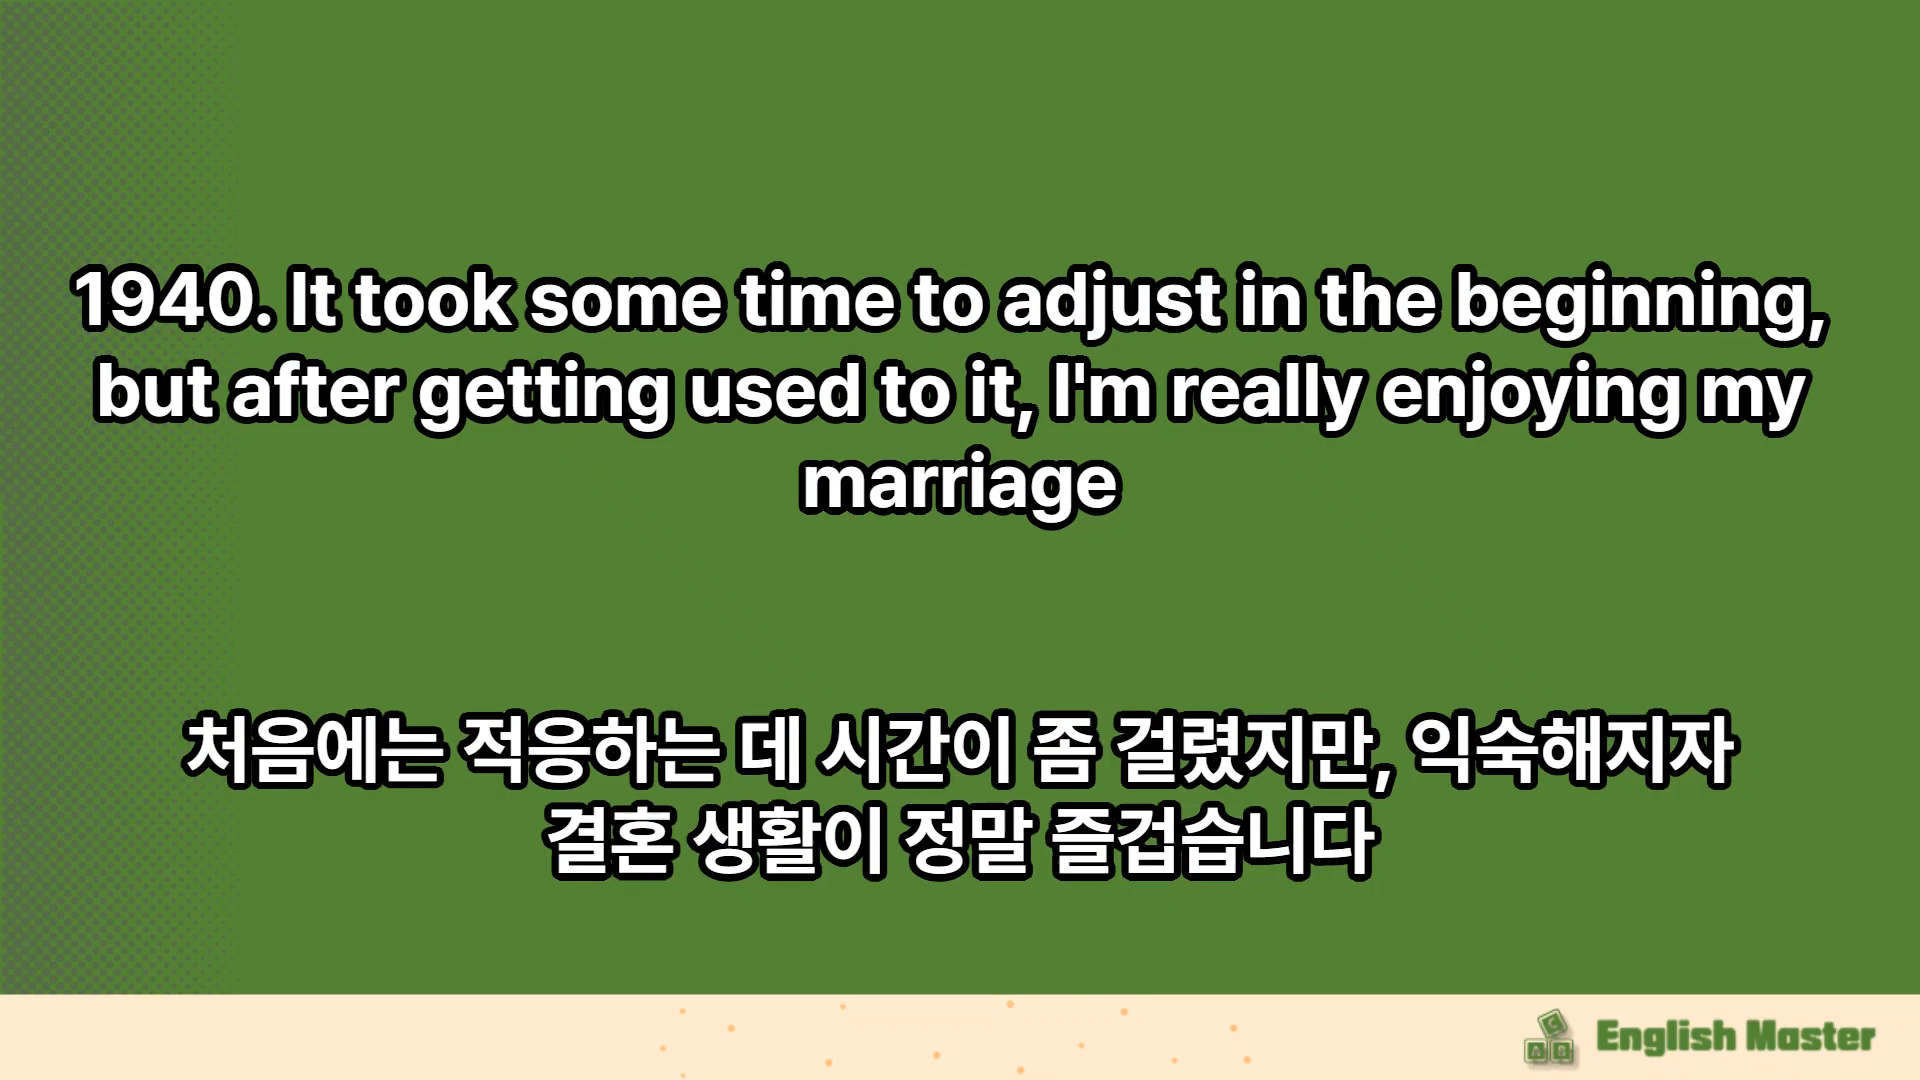 1940. It took some time to adjust in the beginning,
but after getting used to it, I'm really enjoying my
marriage
처음에는 적응하는 데 시간이 좀 걸렸지만, 익숙해지자
결혼 생활이 정말 즐겁습니다
C
A B
English Master